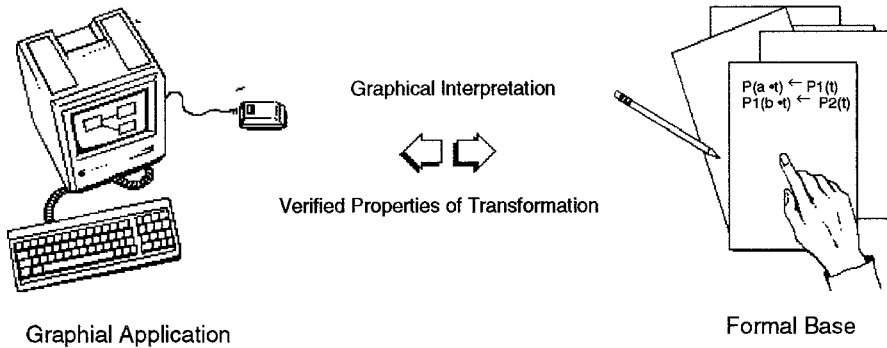 Graphical Interpretation
Verified Properties of Transformation
P(a •t) ← P1(t)
P1(b •t) ← P2(t)
Graphial Application
Formal Base